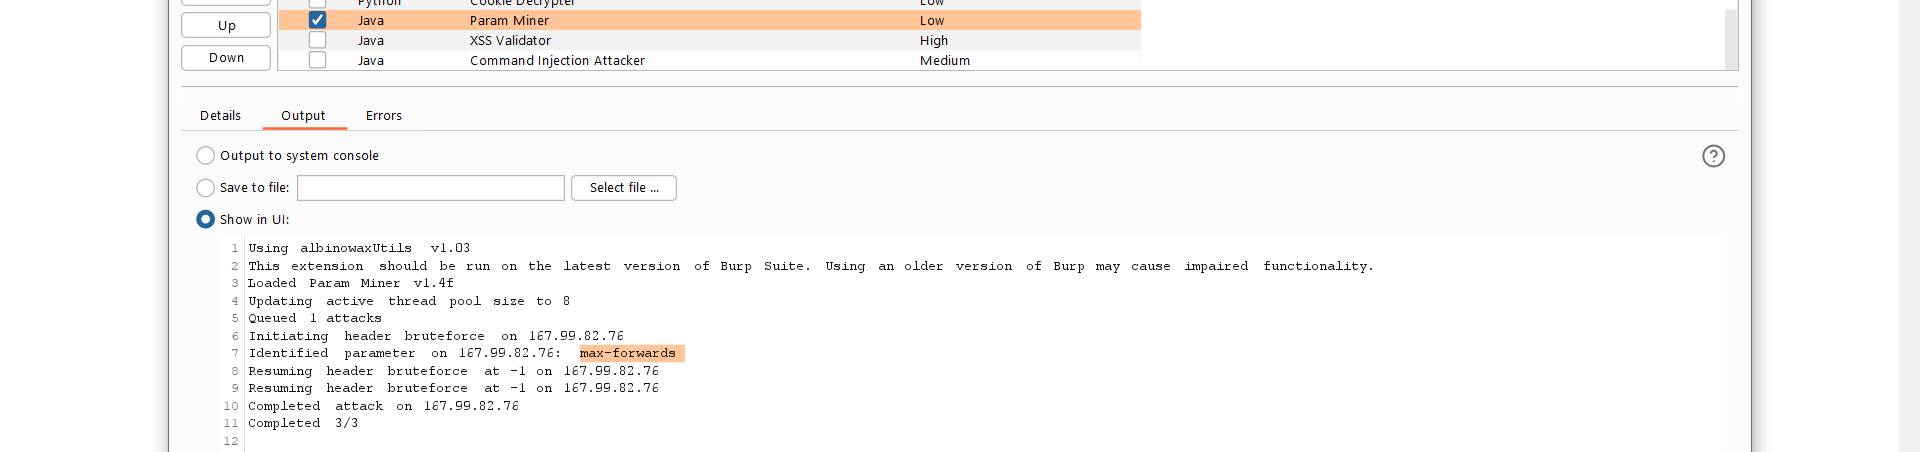 Python Cookie Decrypter Low
Up
Java Param Miner Low
Java XSS Validator High
Down
Java Command Injection Attacker Medium
Details Output Errors
Output to system console
Save to file: Select file ...
Show in UI:
1 Using albinowaxUtils v1.03
2 This extension should be run on the latest version of Burp Suite. Using an older version of Burp may cause impaired functionality.
3 Loaded Param Miner v1.4f
4 Updating active thread pool size to 8
5 Queued 1 attacks
6 Initiating header bruteforce on 167.99.82.76
7 Identified parameter on 167.99.82.76: max-forwards
8 Resuming header bruteforce at -1 on 167.99.82.76
9 Resuming header bruteforce at -1 on 167.99.82.76
10 Completed attack on 167.99.82.76
11 Completed 3/3
12